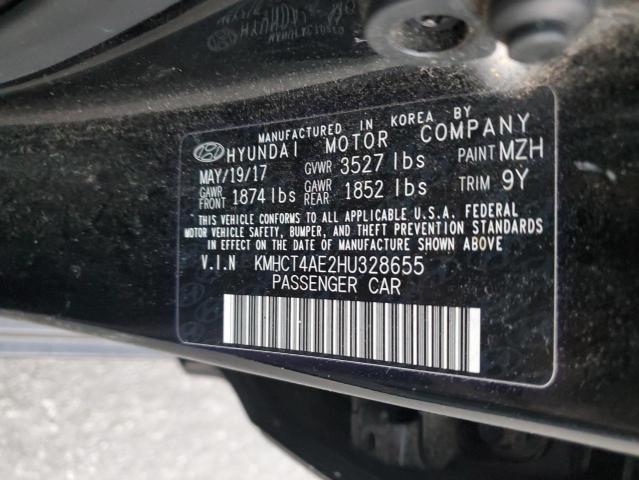 MANUFACTURED IN KOREA BY
HYUNDAI MOTOR COMPANY
MAY/19/17 GVWR 3527 lbs PAINT MZH
GAWR FRONT 1874 lbs GAWR REAR 1852 lbs TRIM 9Y
"THIS VEHICLE CONFORMS TO ALL APPLICABLE U.S.A. FEDERAL
MOTOR VEHICLE SAFETY, BUMPER, AND THEFT PREVENTION STANDARDS
IN EFFECT ON THE DATE OF MANUFACTURE SHOWN ABOVE"
V.I.N KMHCT4AE2HU328655
PASSENGER CAR